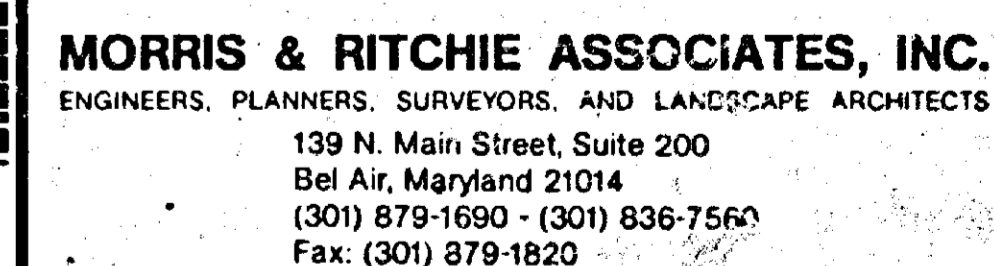 MORRIS & RITCHIE ASSOCIATES, INC.
ENGINEERS, PLANNERS, SURVEYORS, AND LANDSCAPE ARCHITECTS
139 N. Main Street, Suite 200
Bel Air, Maryland 21014
(301) 879-1690 - (301) 836-7560
Fax: (301) 879-1820